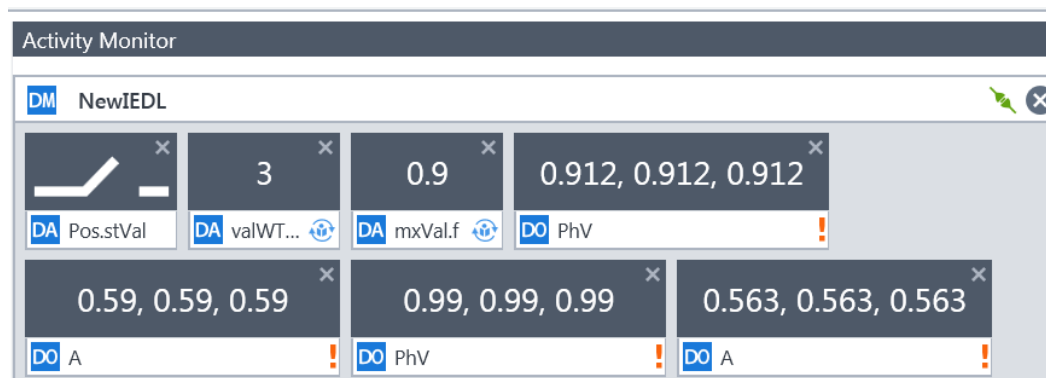 Activity Monitor
DM NewIEDL
3 0.9 0.912, 0.912, 0.912
DA Pos.stVal DA valWT... DA mxVal.f DO PhV !
0.59, 0.59, 0.59 0.99, 0.99, 0.99 0.563, 0.563, 0.563
DO A ! DO PhV ! DO A !